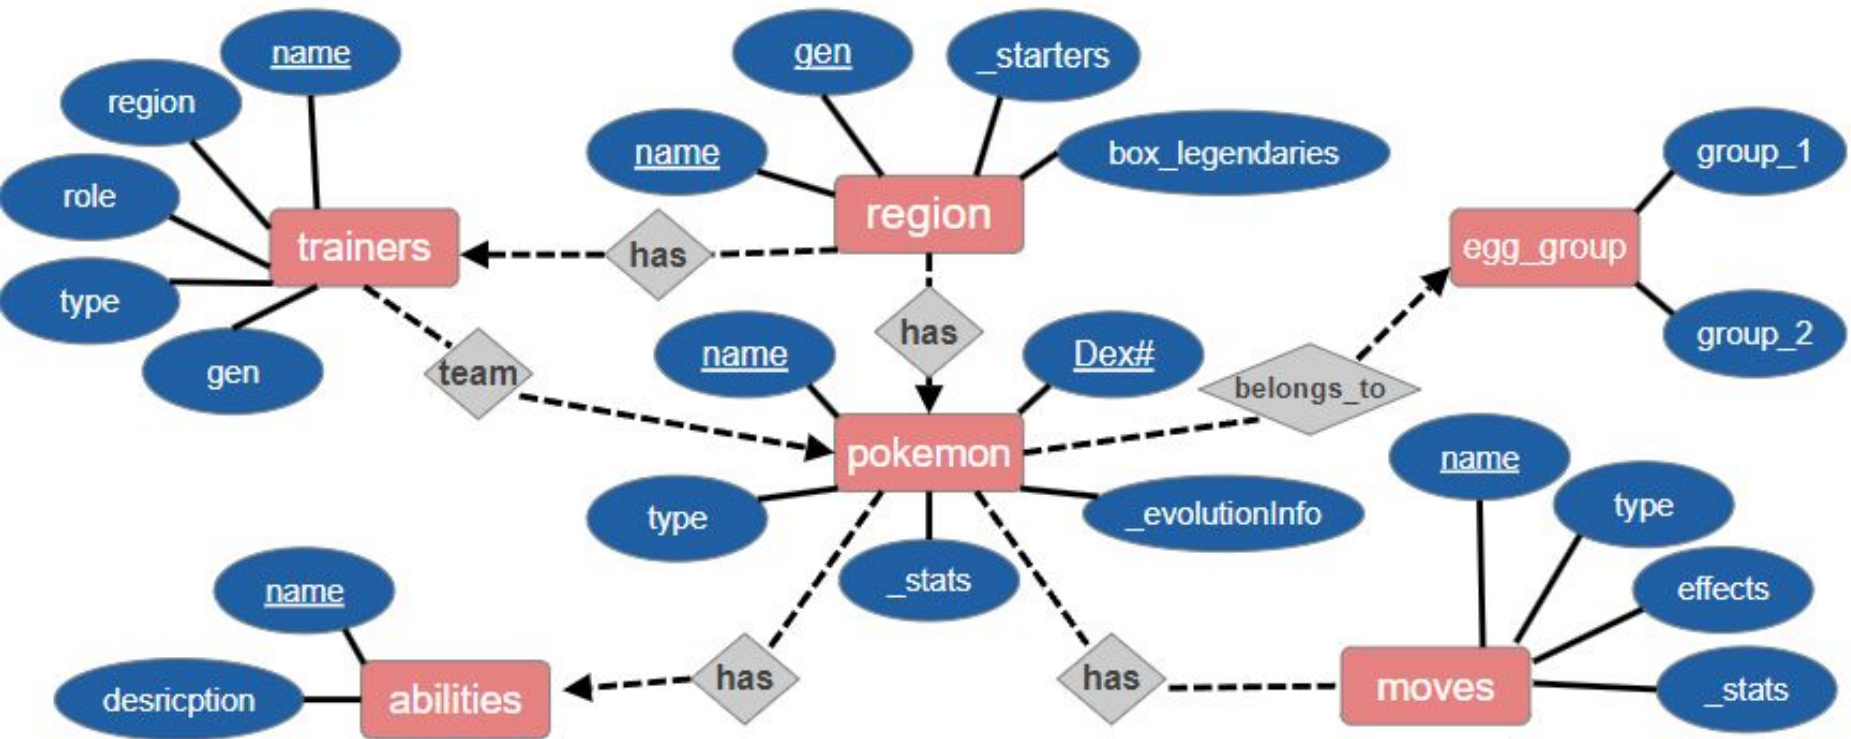 name
gen
_starters
region
name
box_legendaries
group_1
role
trainers
has
region
egg_group
type
gen
team
name
has
Dex#
belongs_to
group_2
pokemon
name
type
type
_stats
_evolutionInfo
effects
name
desricption
abilities
has
has
moves
_stats